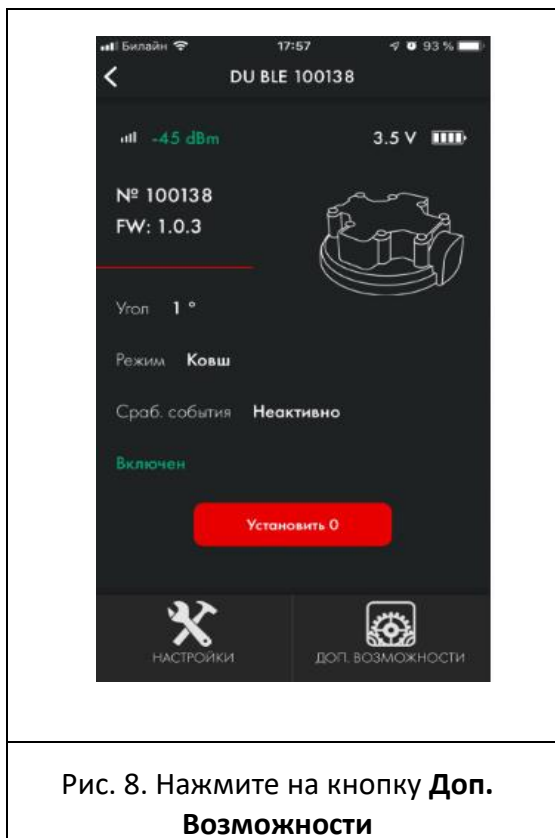 Билайн 17:57 93 %
DU BLE 100138
-45 dBm 3.5 V
№ 100138
FW: 1.0.3
Угол 1 °
Режим Ковш
Сраб. события Неактивно
Включен
Установить 0
НАСТРОЙКИ ДОП. ВОЗМОЖНОСТИ
Рис. 8. Нажмите на кнопку Доп.
Возможности